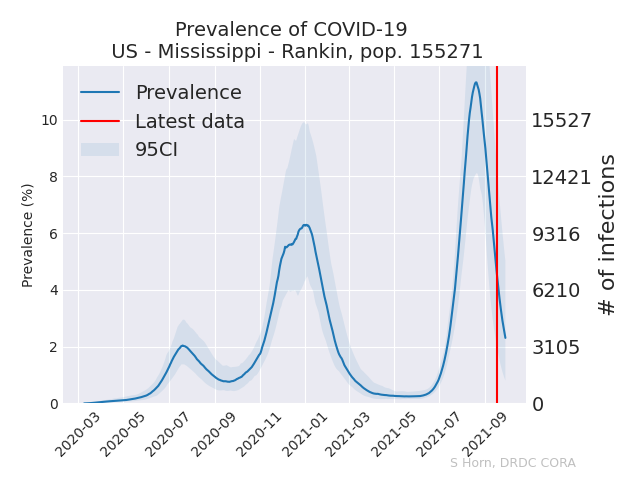 Prevalence of COVID-19
US - Mississippi - Rankin, pop. 155271
Prevalence
Latest data
95CI
Prevalence (%)
10
8
6
4
2
0
15527
12421
9316
6210
3105
0
# of infections
2020-03
2020-05
2020-07
2020-09
2020-11
2021-01
2021-03
2021-05
2021-07
2021-09
S Horn, DRDC CORA